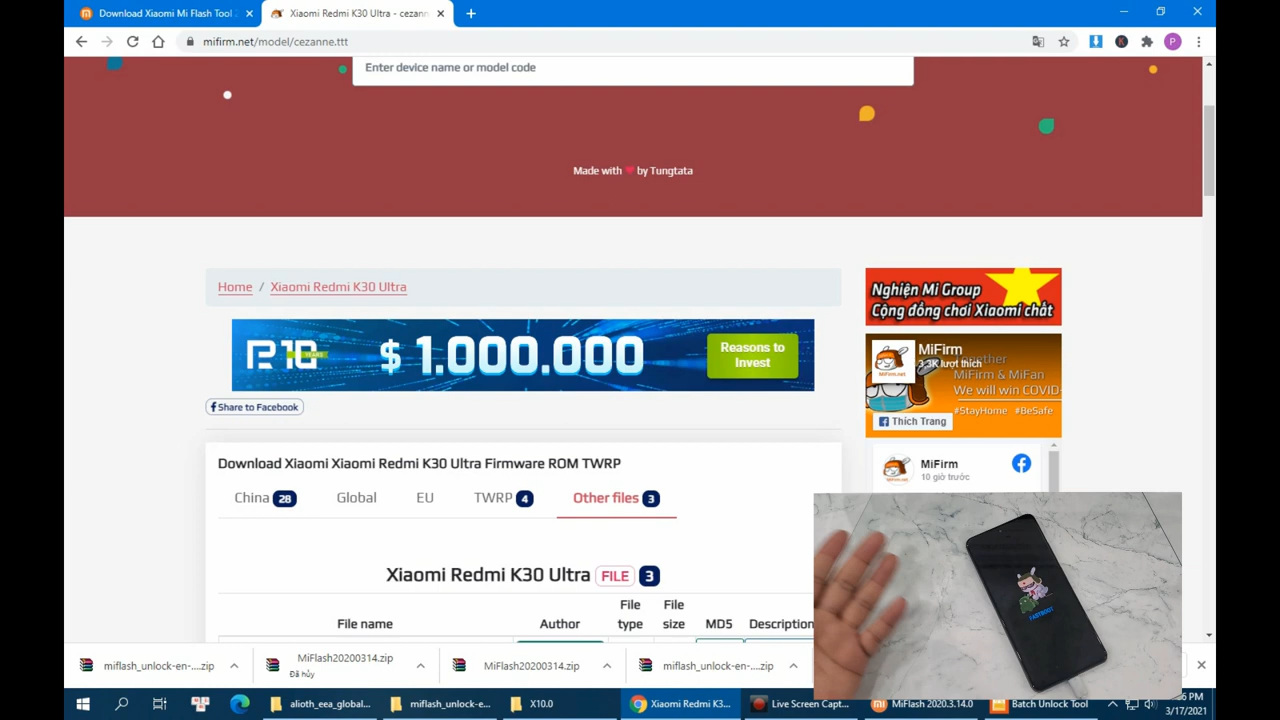 Download Xiaomi Mi Flash Tool
Xiaomi Redmi K30 Ultra - cezann
mifirm.net/model/cezanne.ttt
P
Enter device name or model code
Made with by Tungtata
Home / Xiaomi Redmi K30 Ultra
YEARS
$ 1.000.000
Reasons to
Invest
Share to Facebook
Nghiện Mi Group
Cộng đồng chơi Xiaomi chất
MiFirm
3,3K lượt thích
MiFirm.net
MiFirm & MiFan
We will win COVID-
#StayHome #BeSafe
Thích Trang
MiFirm
10 giờ trước
Download Xiaomi Xiaomi Redmi K30 Ultra Firmware ROM TWRP
China 28 Global EU TWRP 4 Other files 3
Xiaomi Redmi K30 Ultra FILE 3
File name Author File type File size MD5 Description
FASTBOOT
miflash_unlock-en-....zip
MiFlash20200314.zip
Đã hủy
MiFlash20200314.zip
miflash_unlock-en-....zip
alioth_eea_global...
miflash_unlock-e...
X10.0
Xiaomi Redmi K3...
Live Screen Capt...
MiFlash 2020.3.14.0
Batch Unlock Tool
6 PM
3/17/2021